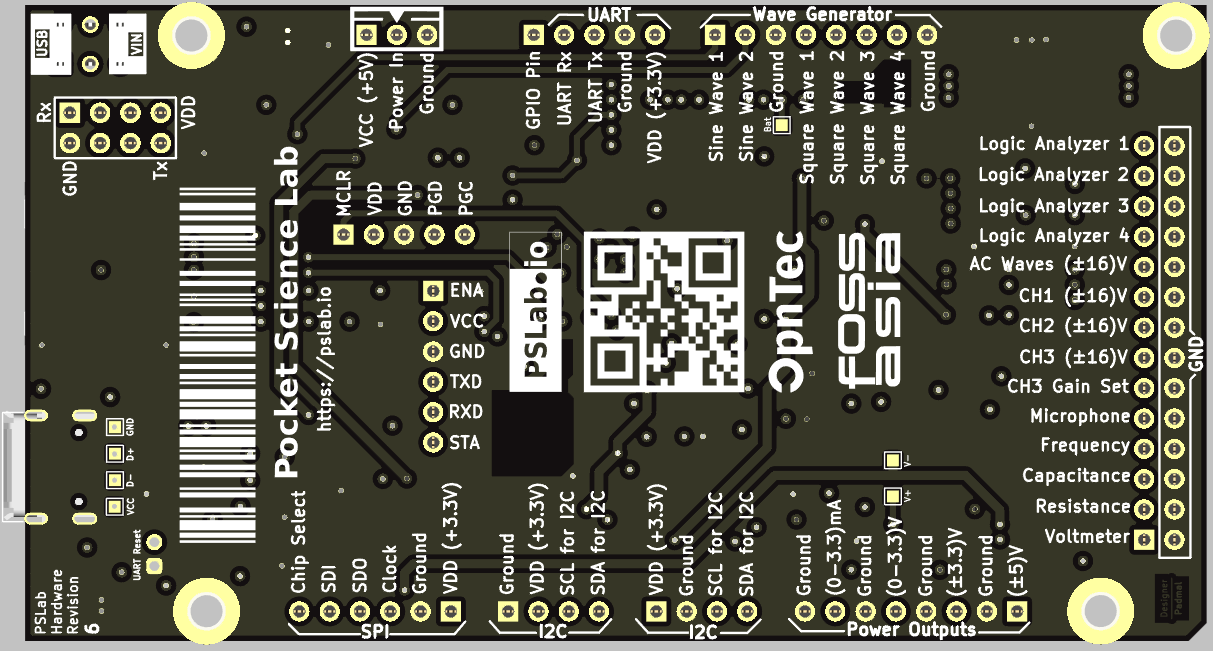 USB
VIN
UART
Wave Generator
VCC (+5V)
Power In
Ground
GPIO Pin
UART Rx
UART Tx
Ground
VDD (+3.3V)
Sine Wave 1
Sine Wave 2
Ground
Square Wave 1
Square Wave 2
Square Wave 3
Square Wave 4
Ground
Bat
Rx
VDD
GND
Tx
MCLR
VDD
GND
PGD
PGC
Logic Analyzer 1
Logic Analyzer 2
Logic Analyzer 3
Logic Analyzer 4
AC Waves (±16)V
CH1 (±16)V
CH2 (±16)V
CH3 (±16)V
CH3 Gain Set
Microphone
Frequency
Capacitance
Resistance
Voltmeter
GND
Pocket Science Lab
https://pslab.io
ENA
VCC
GND
TXD
RXD
STA
PSLab.io
OpnTec
FOSS
ASIA
GND
D+
D-
VCC
V-
V+
UART Reset
PSLab
Hardware
Revision
6
Chip Select
SDI
SDO
Clock
Ground
VDD (+3.3V)
SPI
Ground
VDD (+3.3V)
SCL for I2C
SDA for I2C
I2C
VDD (+3.3V)
Ground
SCL for I2C
SDA for I2C
I2C
Ground
(0-3.3)mA
Ground
(0-3.3)V
Ground
(±3.3)V
Ground
(±5)V
Power Outputs
Designer
Padmal